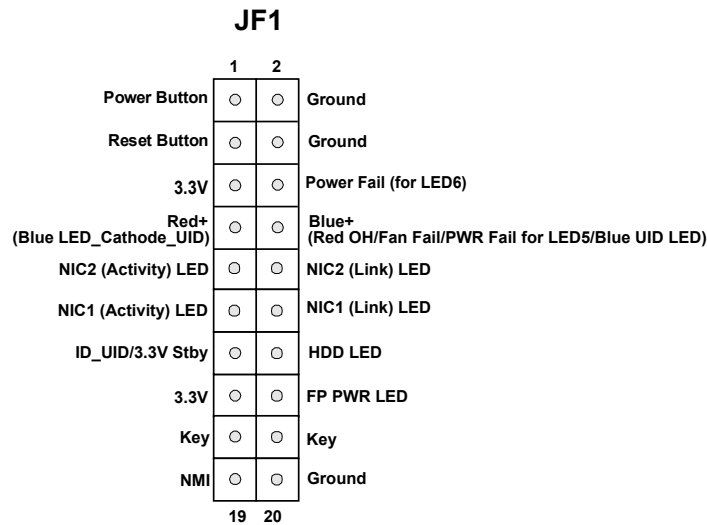 JF1
1 2
Power Button Ground
Reset Button Ground
3.3V Power Fail (for LED6)
Red+ Blue+
(Blue LED_Cathode_UID) (Red OH/Fan Fail/PWR Fail for LED5/Blue UID LED)
NIC2 (Activity) LED NIC2 (Link) LED
NIC1 (Activity) LED NIC1 (Link) LED
ID_UID/3.3V Stby HDD LED
3.3V FP PWR LED
Key Key
NMI Ground
19 20